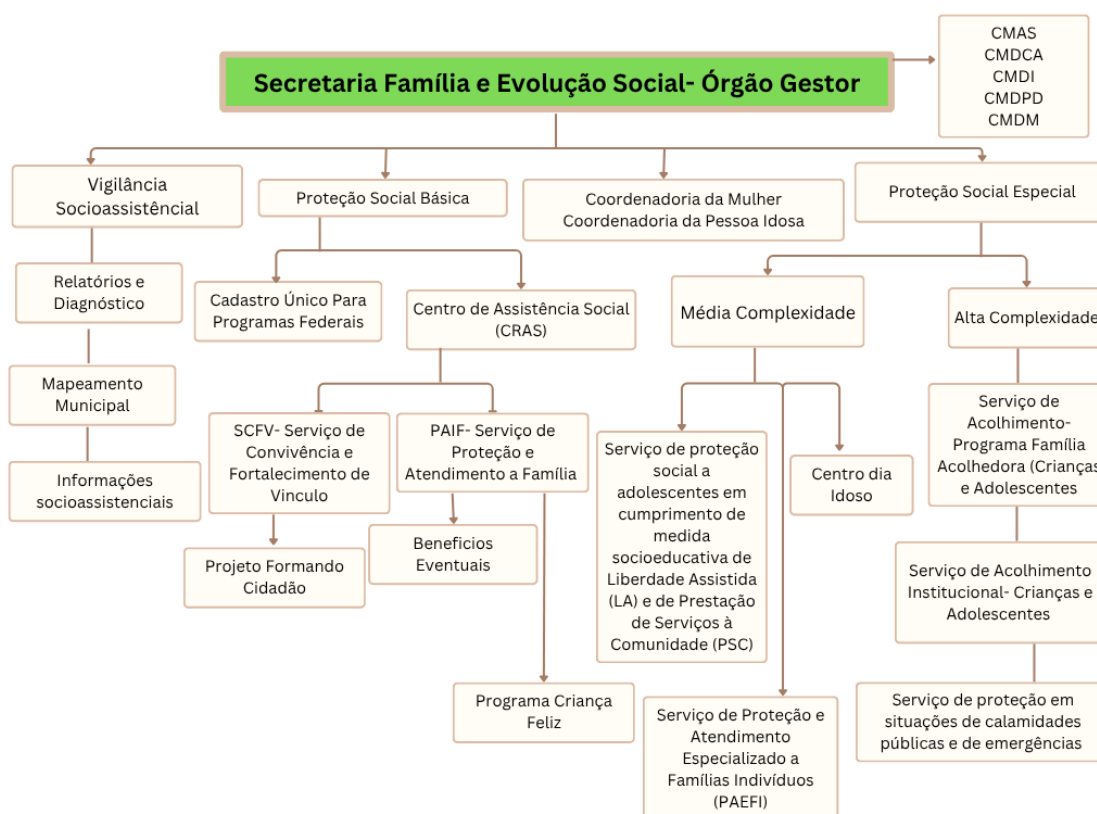 CMAS
CMDCA
CMDI
CMDPD
CMDM
Secretaria Família e Evolução Social- Órgão Gestor
Vigilância
Socioassistêncial
Proteção Social Básica
Coordenadoria da Mulher
Coordenadoria da Pessoa Idosa
Proteção Social Especial
Relatórios e
Diagnóstico
Cadastro Único Para
Programas Federais
Centro de Assistência Social
(CRAS)
Média Complexidade
Alta Complexidade
Mapeamento
Municipal
SCFV- Serviço de
Convivência e
Fortalecimento de
Vinculo
PAIF- Serviço de
Proteção e
Atendimento a Família
Serviço de proteção
social a
adolescentes em
cumprimento de
medida
socioeducativa de
Liberdade Assistida
(LA) e de Prestação
de Serviços à
Comunidade (PSC)
Centro dia
Idoso
Serviço de
Acolhimento-
Programa Família
Acolhedora (Crianças
e Adolescentes
Informações
socioassistenciais
Projeto Formando
Cidadão
Beneficios
Eventuais
Serviço de Acolhimento
Institucional- Crianças e
Adolescentes
Programa Criança
Feliz
Serviço de Proteção e
Atendimento
Especializado a
Famílias Indivíduos
(PAEFI)
Serviço de proteção em
situações de calamidades
públicas e de emergências